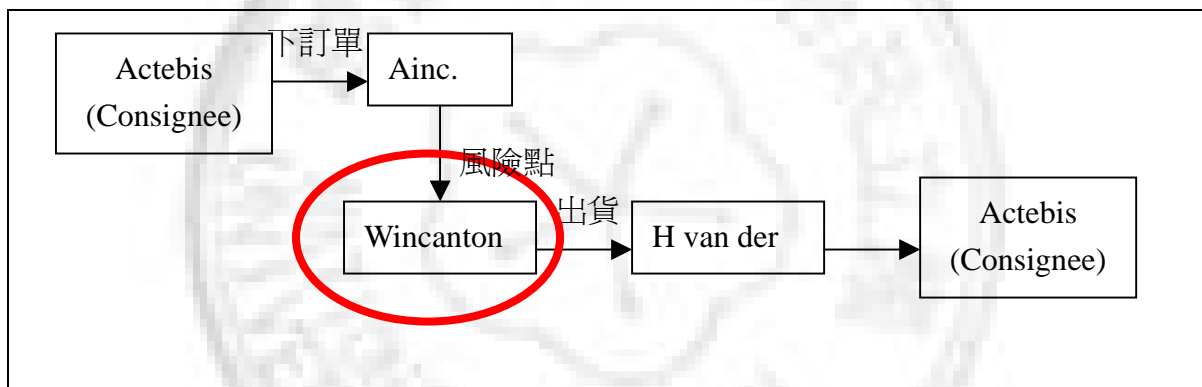 下訂單
Actebis
(Consignee)
Ainc.
風險點
Wincanton
出貨
H van der
Actebis
(Consignee)